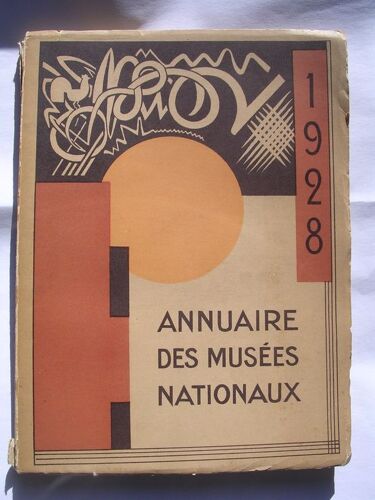 1928
ANNUAIRE
DES MUSÉES
NATIONAUX